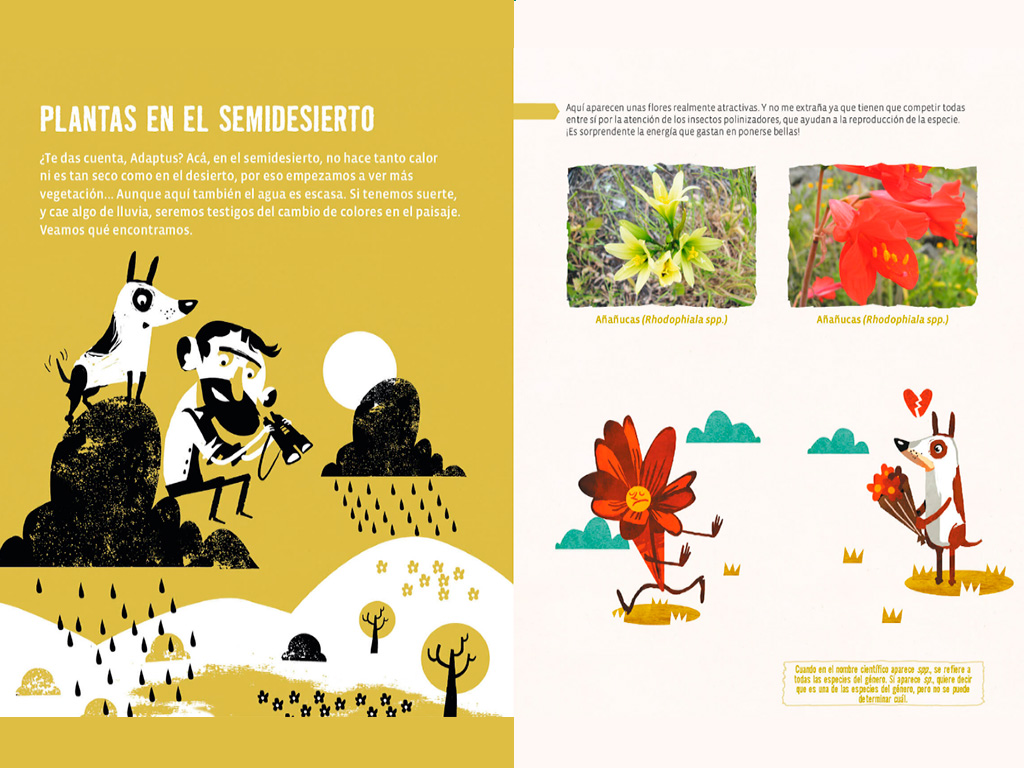 PLANTAS EN EL SEMIDESIERTO
¿Te das cuenta, Adaptus? Acá, en el semidesierto, no hace tanto calor
ni es tan seco como en el desierto, por eso empezamos a ver más
vegetación... Aunque aquí también el agua es escasa. Si tenemos suerte,
y cae algo de lluvia, seremos testigos del cambio de colores en el paisaje.
Veamos qué encontramos.
Aquí aparecen unas flores realmente atractivas. Y no me extraña ya que tienen que competir todas
entre sí por la atención de los insectos polinizadores, que ayudan a la reproducción de la especie.
¡Es sorprendente la energía que gastan en ponerse bellas!
Añañucas (Rhodophiala spp.)
Añañucas (Rhodophiala spp.)
Cuando en el nombre científico aparece spp., se refiere a
todas las especies del género. Si aparece sp., quiere decir
que es una de las especies del género, pero no se puede
determinar cuál.